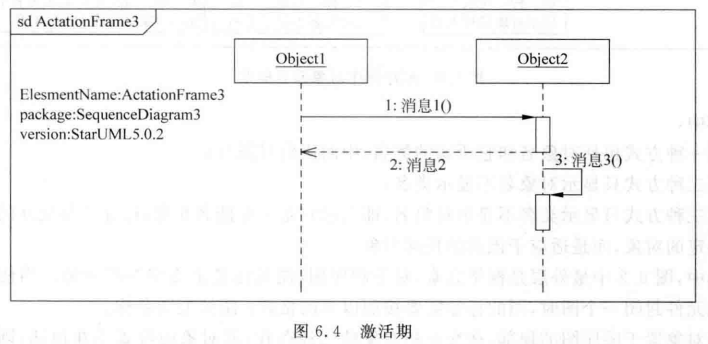 sd ActationFrame3
Object1
Object2
ElesmentName:ActationFrame3
package:SequenceDiagram3
version:StarUML5.0.2
1: 消息1()
2: 消息2
3: 消息3()
图 6.4 激活期